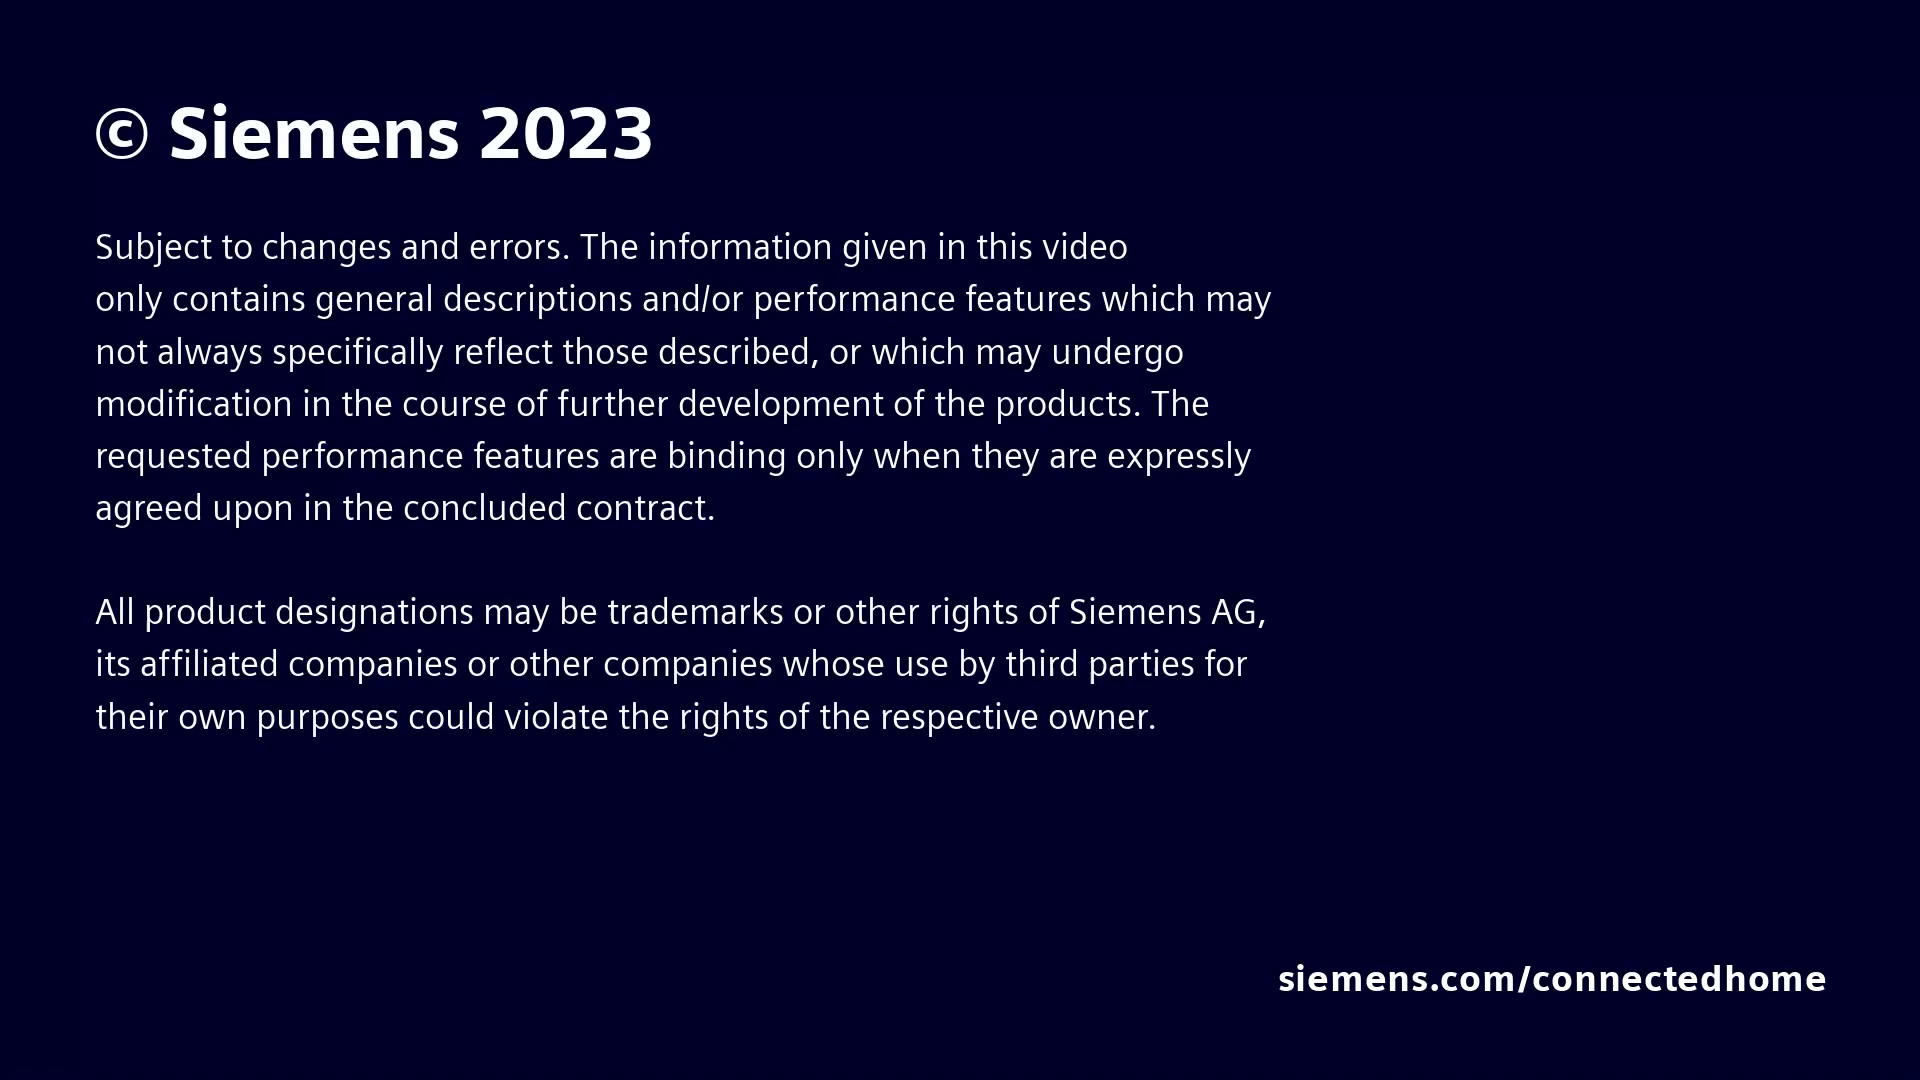 © Siemens 2023
Subject to changes and errors. The information given in this video
only contains general descriptions and/or performance features which may
not always specifically reflect those described, or which may undergo
modification in the course of further development of the products. The
requested performance features are binding only when they are expressly
agreed upon in the concluded contract.
All product designations may be trademarks or other rights of Siemens AG,
its affiliated companies or other companies whose use by third parties for
their own purposes could violate the rights of the respective owner.
siemens.com/connectedhome